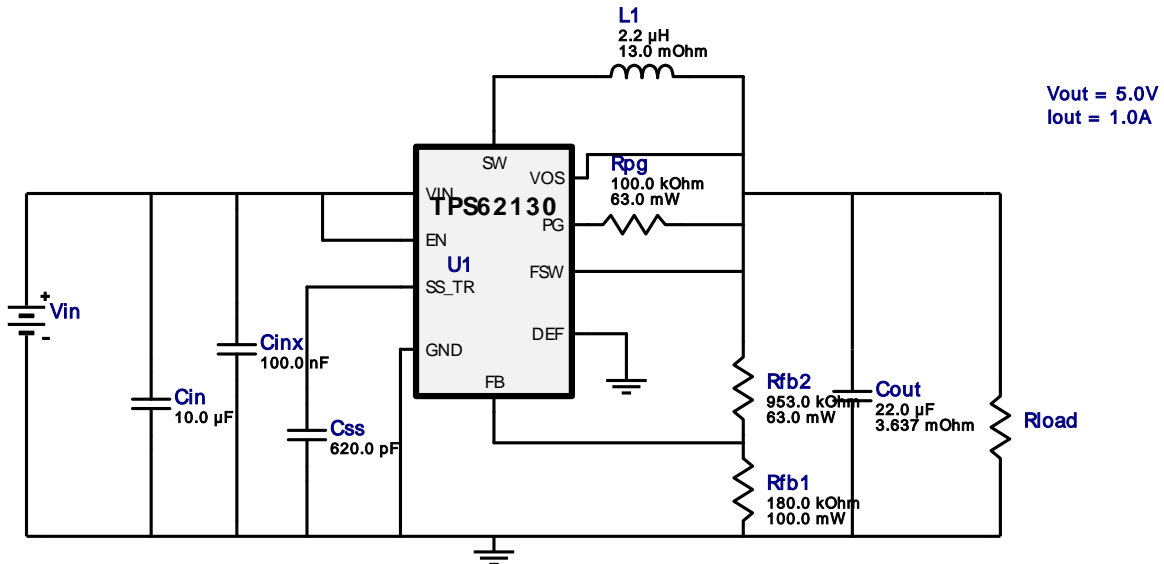 L1
2.2 µH
13.0 mOhm
Vout = 5.0V
Iout = 1.0A
SW
VOS
Rpg
100.0 kOhm
63.0 mW
VIN
TPS62130
PG
EN
U1
FSW
SS_TR
+
Vin
-
DEF
Cinx
100.0 nF
GND
FB
Cin
10.0 µF
Css
620.0 pF
Rfb2
953.0 kOhm
63.0 mW
Cout
22.0 µF
3.637 mOhm
Rload
Rfb1
180.0 kOhm
100.0 mW